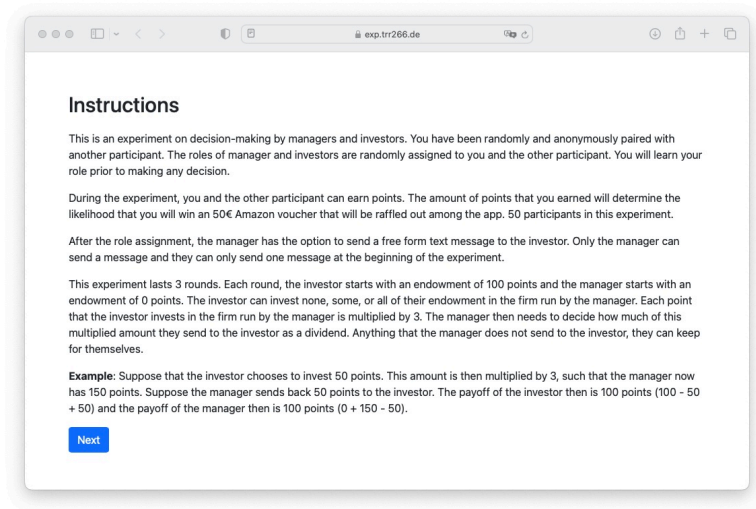 exp.trr266.de
Instructions
This is an experiment on decision-making by managers and investors. You have been randomly and anonymously paired with
another participant. The roles of manager and investors are randomly assigned to you and the other participant. You will learn your
role prior to making any decision.
During the experiment, you and the other participant can earn points. The amount of points that you earned will determine the
likelihood that you will win an 50€ Amazon voucher that will be raffled out among the app. 50 participants in this experiment.
After the role assignment, the manager has the option to send a free form text message to the investor. Only the manager can
send a message and they can only send one message at the beginning of the experiment.
This experiment lasts 3 rounds. Each round, the investor starts with an endowment of 100 points and the manager starts with an
endowment of 0 points. The investor can invest none, some, or all of their endowment in the firm run by the manager. Each point
that the investor invests in the firm run by the manager is multiplied by 3. The manager then needs to decide how much of this
multiplied amount they send to the investor as a dividend. Anything that the manager does not send to the investor, they can keep
for themselves.
Example: Suppose that the investor chooses to invest 50 points. This amount is then multiplied by 3, such that the manager now
has 150 points. Suppose the manager sends back 50 points to the investor. The payoff of the investor then is 100 points (100 - 50
+ 50) and the payoff of the manager then is 100 points (0 + 150 - 50).
Next